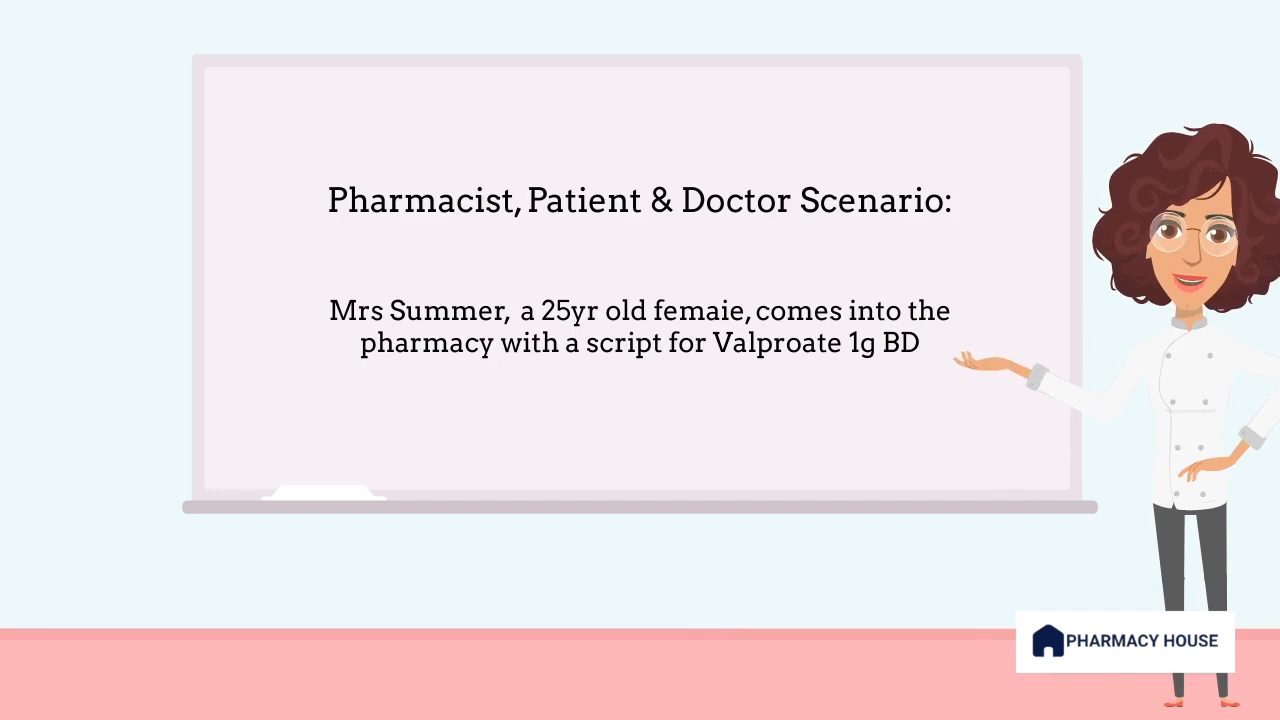 Pharmacist, Patient & Doctor Scenario:
Mrs Summer, a 25yr old femaie, comes into the
pharmacy with a script for Valproate 1g BD
PHARMACY HOUSE